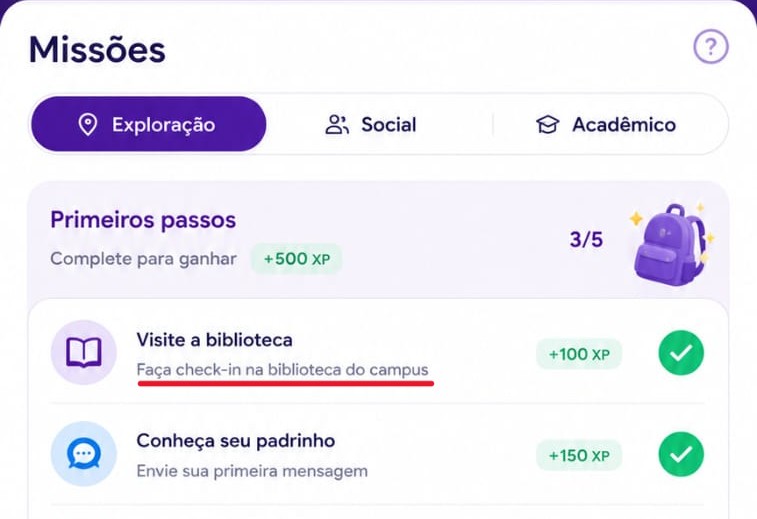 Missões
?
Exploração
Social
Acadêmico
Primeiros passos
3/5
Complete para ganhar +500 XP
Visite a biblioteca
Faça check-in na biblioteca do campus
+100 XP
Conheça seu padrinho
Envie sua primeira mensagem
+150 XP